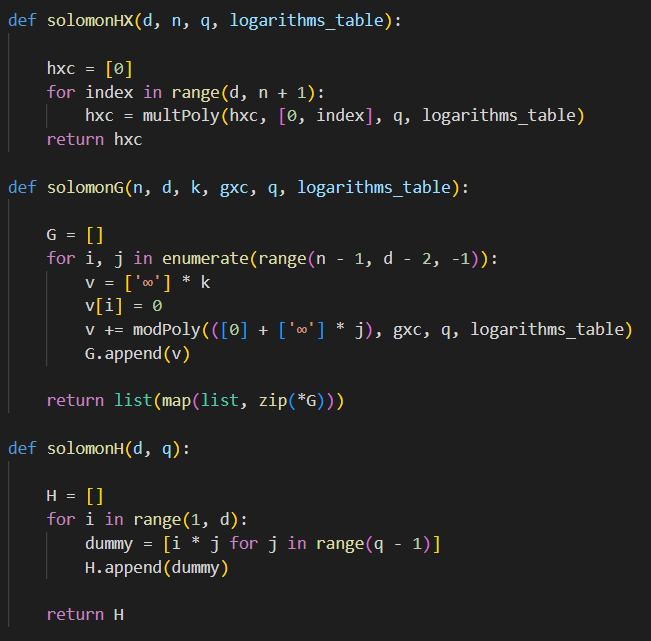 def solomonHX(d, n, q, logarithms_table):
    hxc = [0]
    for index in range(d, n + 1):
        hxc = multPoly(hxc, [0, index], q, logarithms_table)
    return hxc
def solomonG(n, d, k, gxc, q, logarithms_table):
    G = []
    for i, j in enumerate(range(n - 1, d - 2, -1)):
        v = ['∞'] * k
        v[i] = 0
        v += modPoly(([0] + ['∞'] * j), gxc, q, logarithms_table)
        G.append(v)
    return list(map(list, zip(*G)))
def solomonH(d, q):
    H = []
    for i in range(1, d):
        dummy = [i * j for j in range(q - 1)]
        H.append(dummy)
    return H